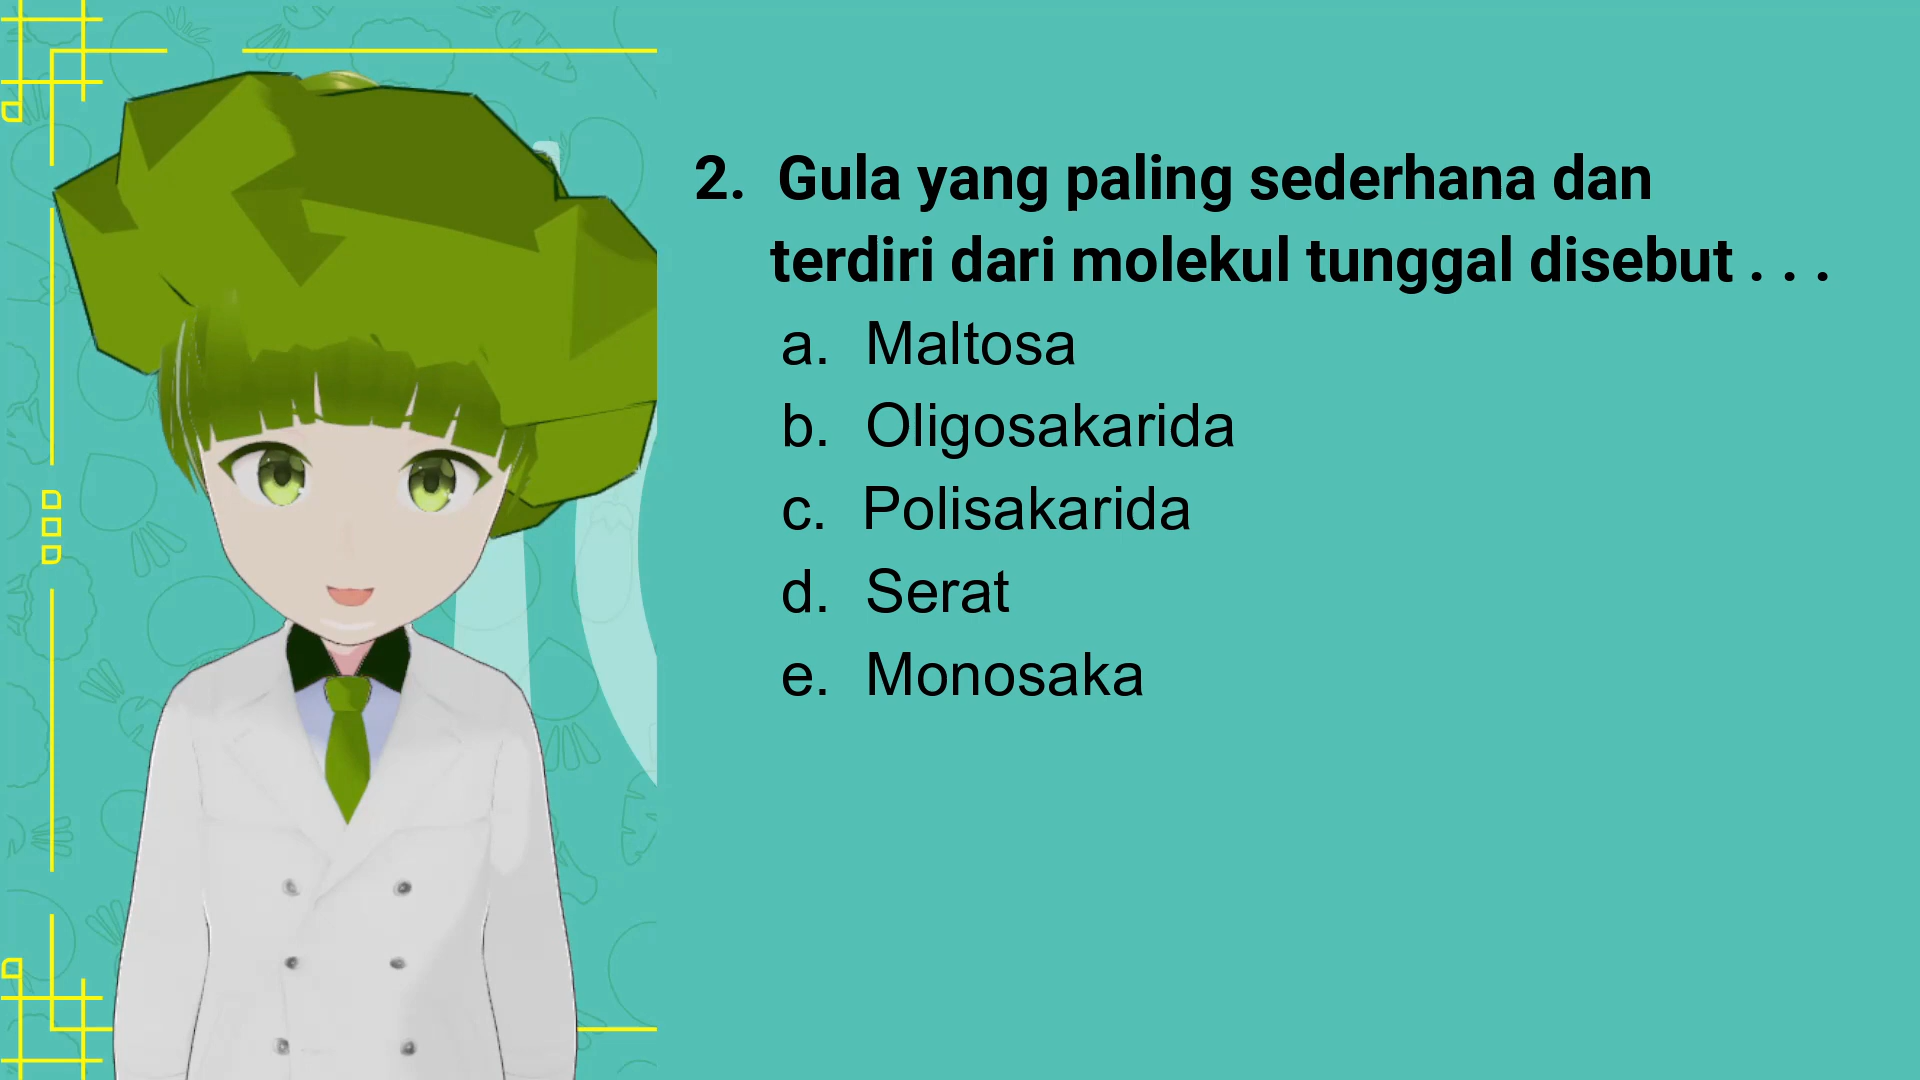 2. Gula yang paling sederhana dan
terdiri dari molekul tunggal disebut . . .
a. Maltosa
b. Oligosakarida
c. Polisakarida
d. Serat
e. Monosaka